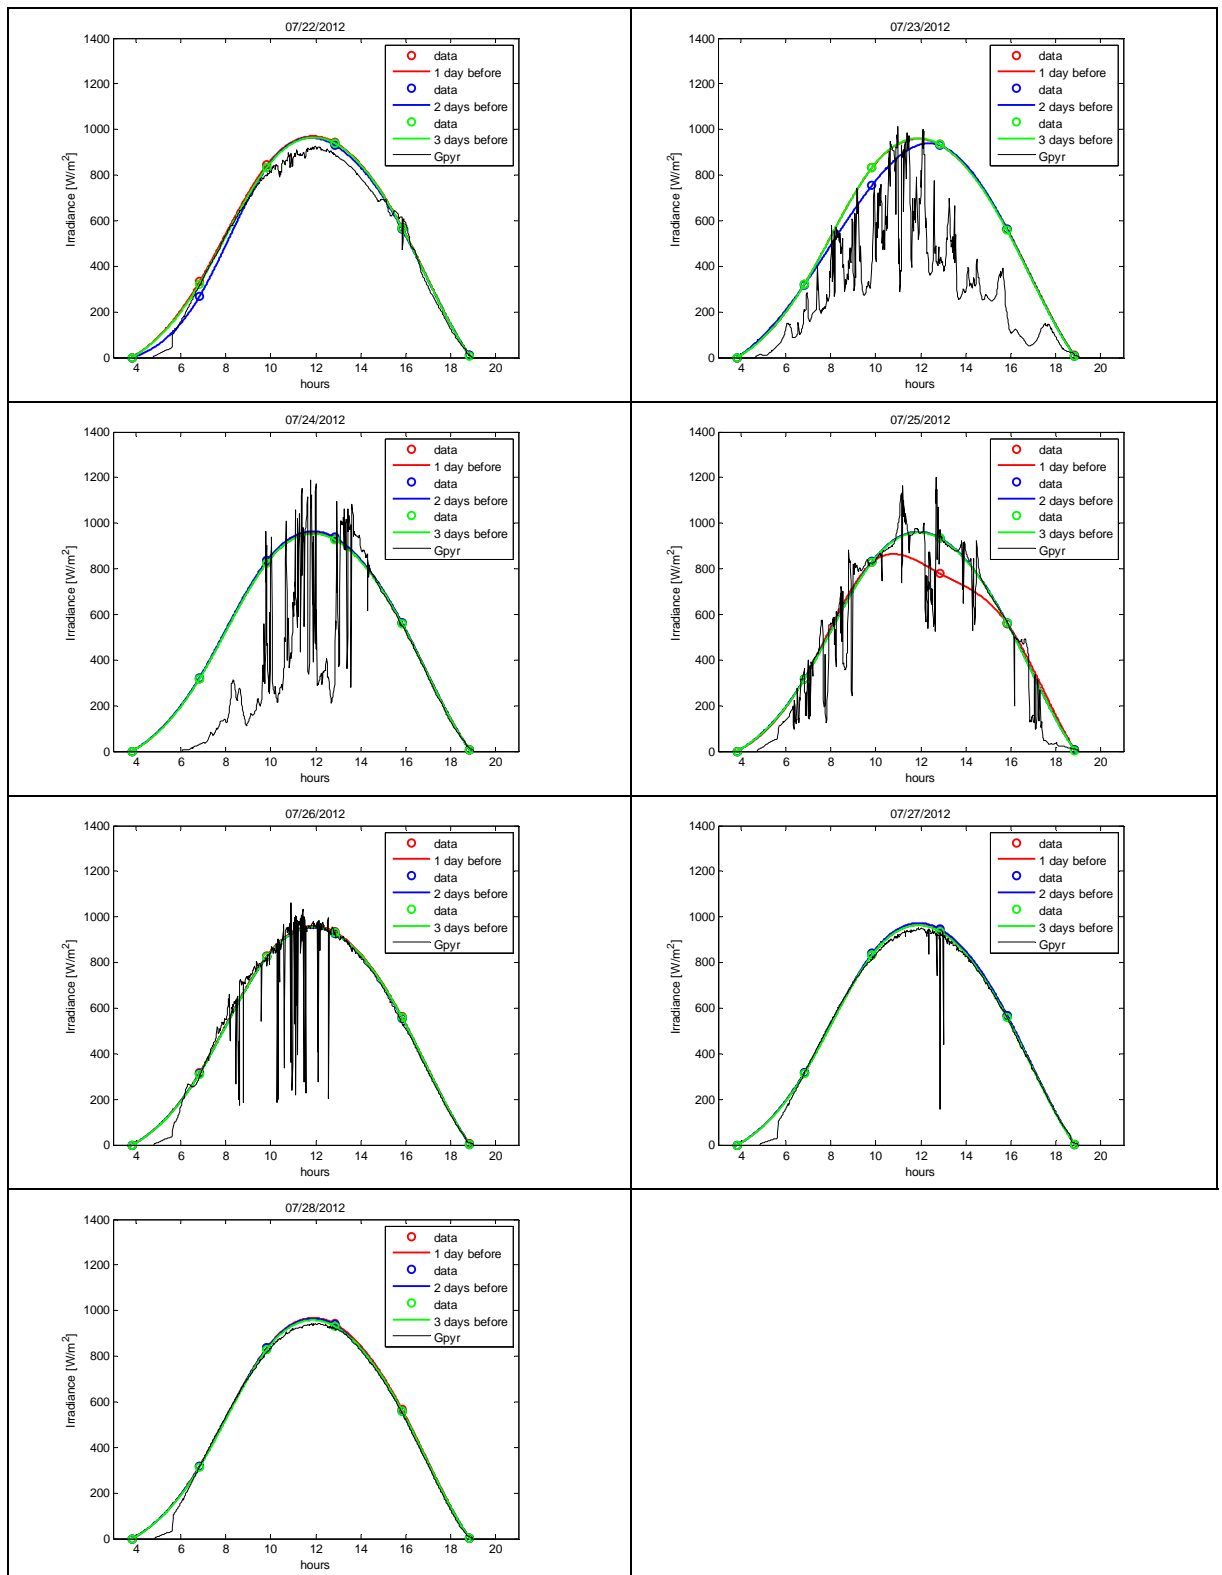 07/22/2012
1400
1200
1000
800
600
400
200
0
Irradiance [W/m2]
4 6 8 10 12 14 16 18 20
hours
data
1 day before
data
2 days before
data
3 days before
Gpyr
07/23/2012
1400
1200
1000
800
600
400
200
0
Irradiance [W/m2]
4 6 8 10 12 14 16 18 20
hours
data
1 day before
data
2 days before
data
3 days before
Gpyr
07/24/2012
1400
1200
1000
800
600
400
200
0
Irradiance [W/m2]
4 6 8 10 12 14 16 18 20
hours
data
1 day before
data
2 days before
data
3 days before
Gpyr
07/25/2012
1400
1200
1000
800
600
400
200
0
Irradiance [W/m2]
4 6 8 10 12 14 16 18 20
hours
data
1 day before
data
2 days before
data
3 days before
Gpyr
07/26/2012
1400
1200
1000
800
600
400
200
0
Irradiance [W/m2]
4 6 8 10 12 14 16 18 20
hours
data
1 day before
data
2 days before
data
3 days before
Gpyr
07/27/2012
1400
1200
1000
800
600
400
200
0
Irradiance [W/m2]
4 6 8 10 12 14 16 18 20
hours
data
1 day before
data
2 days before
data
3 days before
Gpyr
07/28/2012
1400
1200
1000
800
600
400
200
0
Irradiance [W/m2]
4 6 8 10 12 14 16 18 20
hours
data
1 day before
data
2 days before
data
3 days before
Gpyr